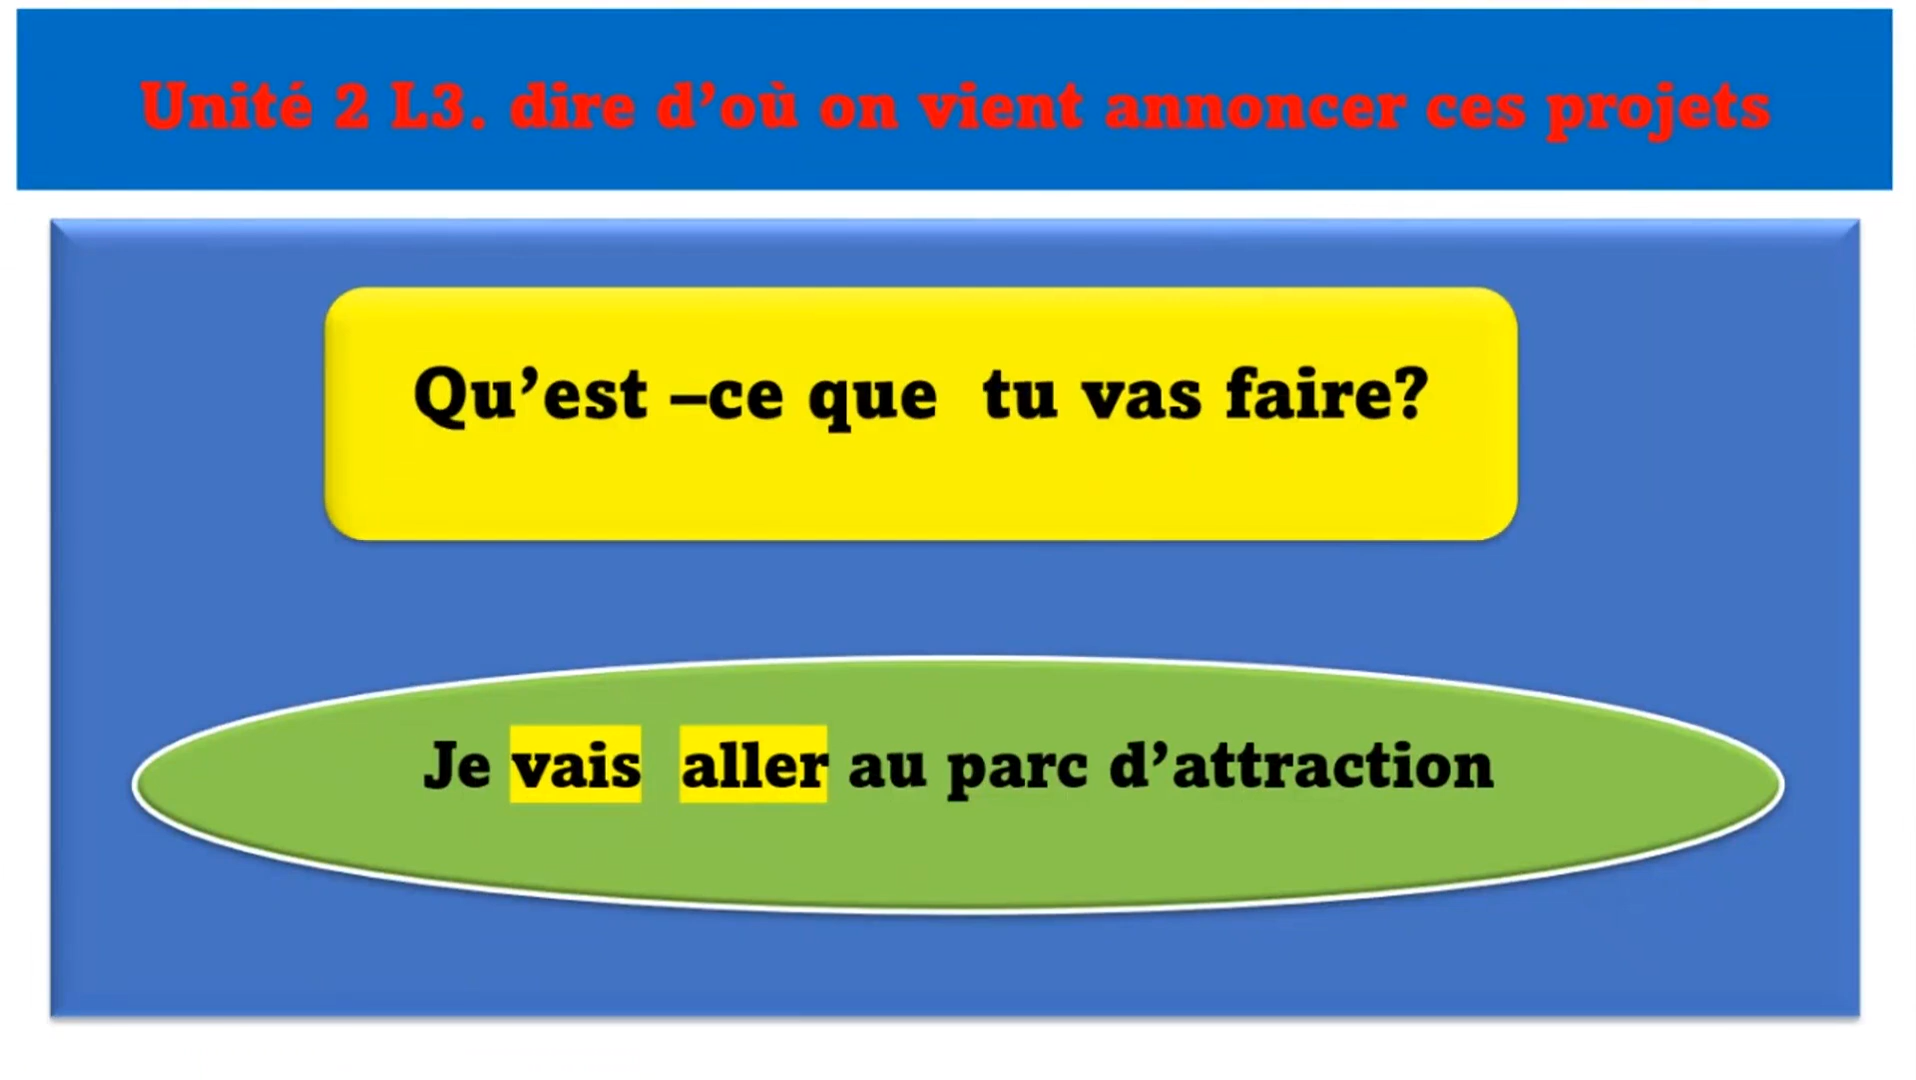 Unité 2 L3. dire d’où on vient annoncer ces projets
Qu’est –ce que  tu vas faire?
Je vais  aller au parc d’attraction